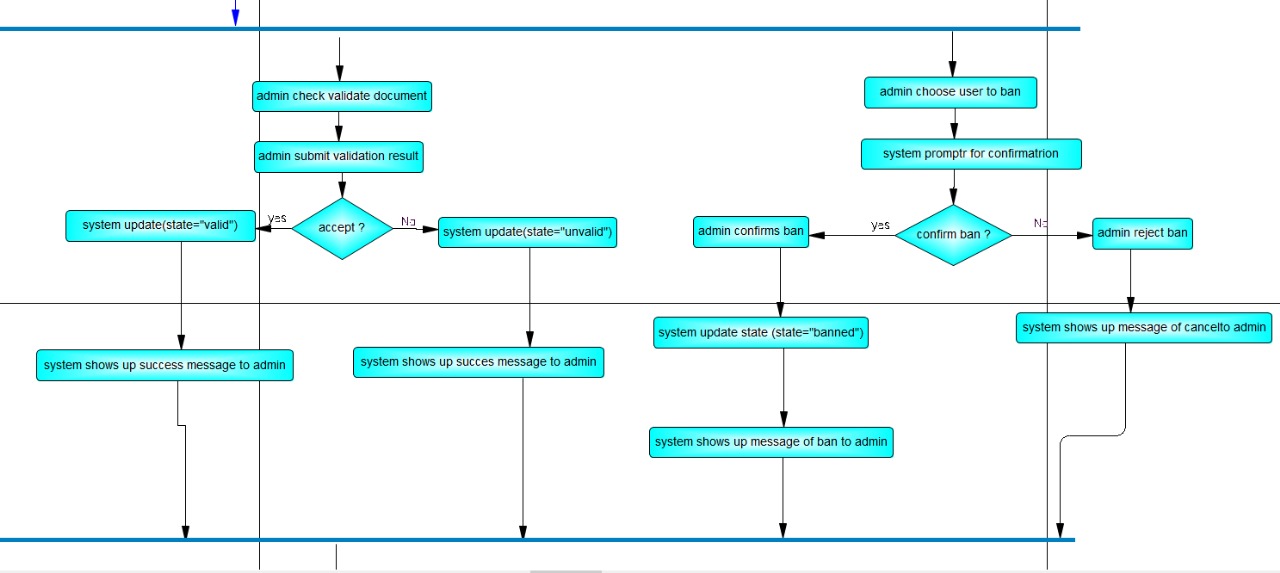 admin check validate document
admin submit validation result
accept ?
yes
No
system update(state="valid")
system update(state="unvalid")
system shows up success message to admin
system shows up succes message to admin
admin choose user to ban
system promptr for confirmatrion
confirm ban ?
yes
No
admin confirms ban
admin reject ban
system update state (state="banned")
system shows up message of cancelto admin
system shows up message of ban to admin